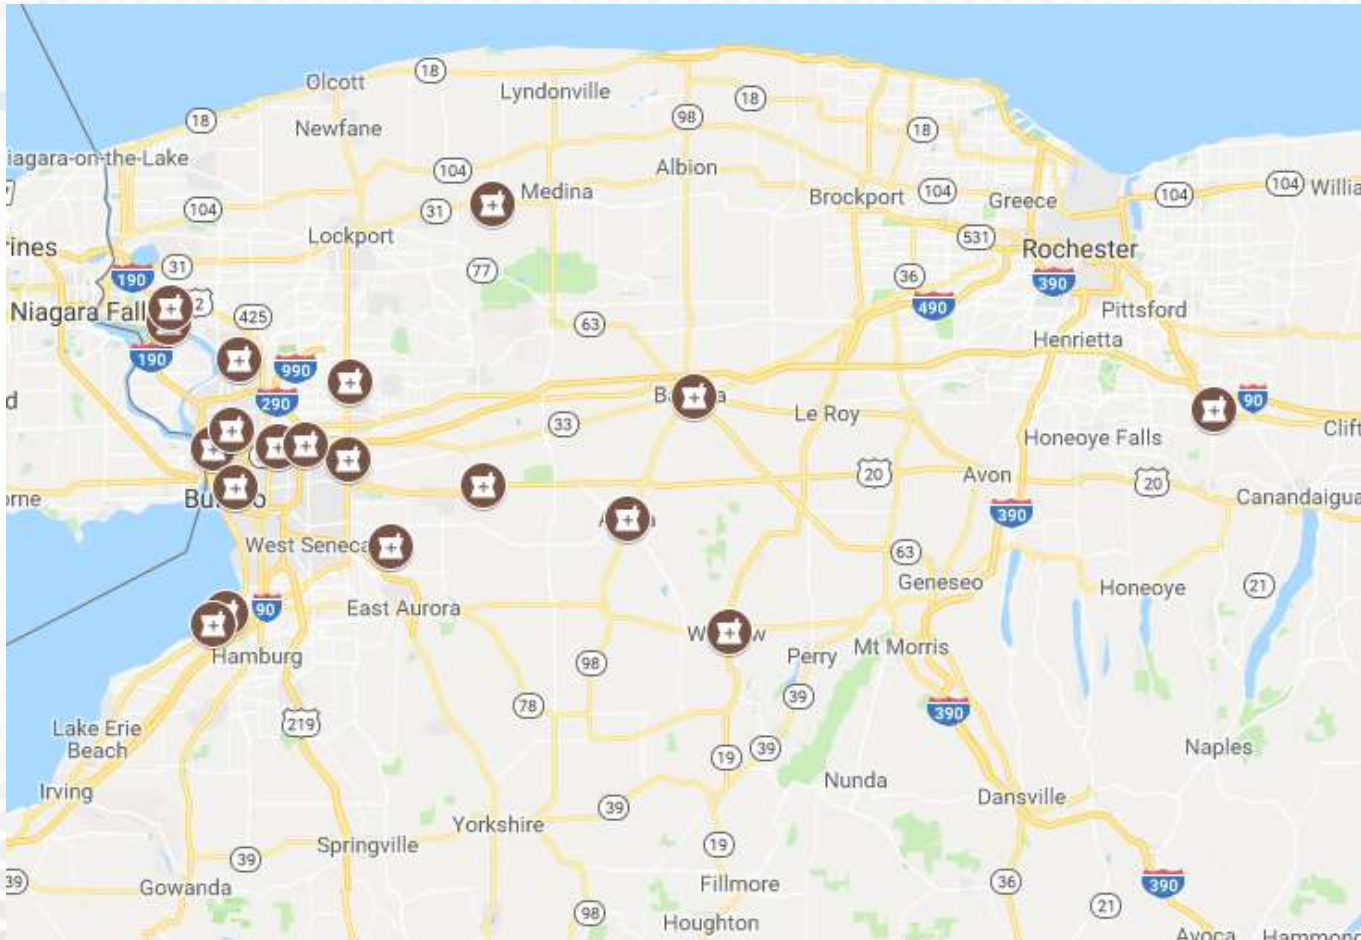 18
Olcott
Lyndonville
18
98
18
Newfane
18
iagara-on-the-Lake
104
Medina
Albion
Brockport
104
Greece
104
104
Willia
104
31
Lockport
531
Rochester
ines
190
31
77
36
390
Niagara Fall
2
425
63
490
Pittsford
Henrietta
190
990
290
d
33
Le Roy
90
Honeoye Falls
Clift
20
Avon
20
orne
Canandaigua
390
West Seneca
63
Geneseo
Honeoye
21
90
East Aurora
98
Perry
Mt Morris
Hamburg
39
78
390
219
Lake Erie
Beach
19
39
Naples
Irving
Nunda
Dansville
39
Yorkshire
Springville
19
39
39
Gowanda
Fillmore
36
390
98
Houghton
21
Avoca
Hammond